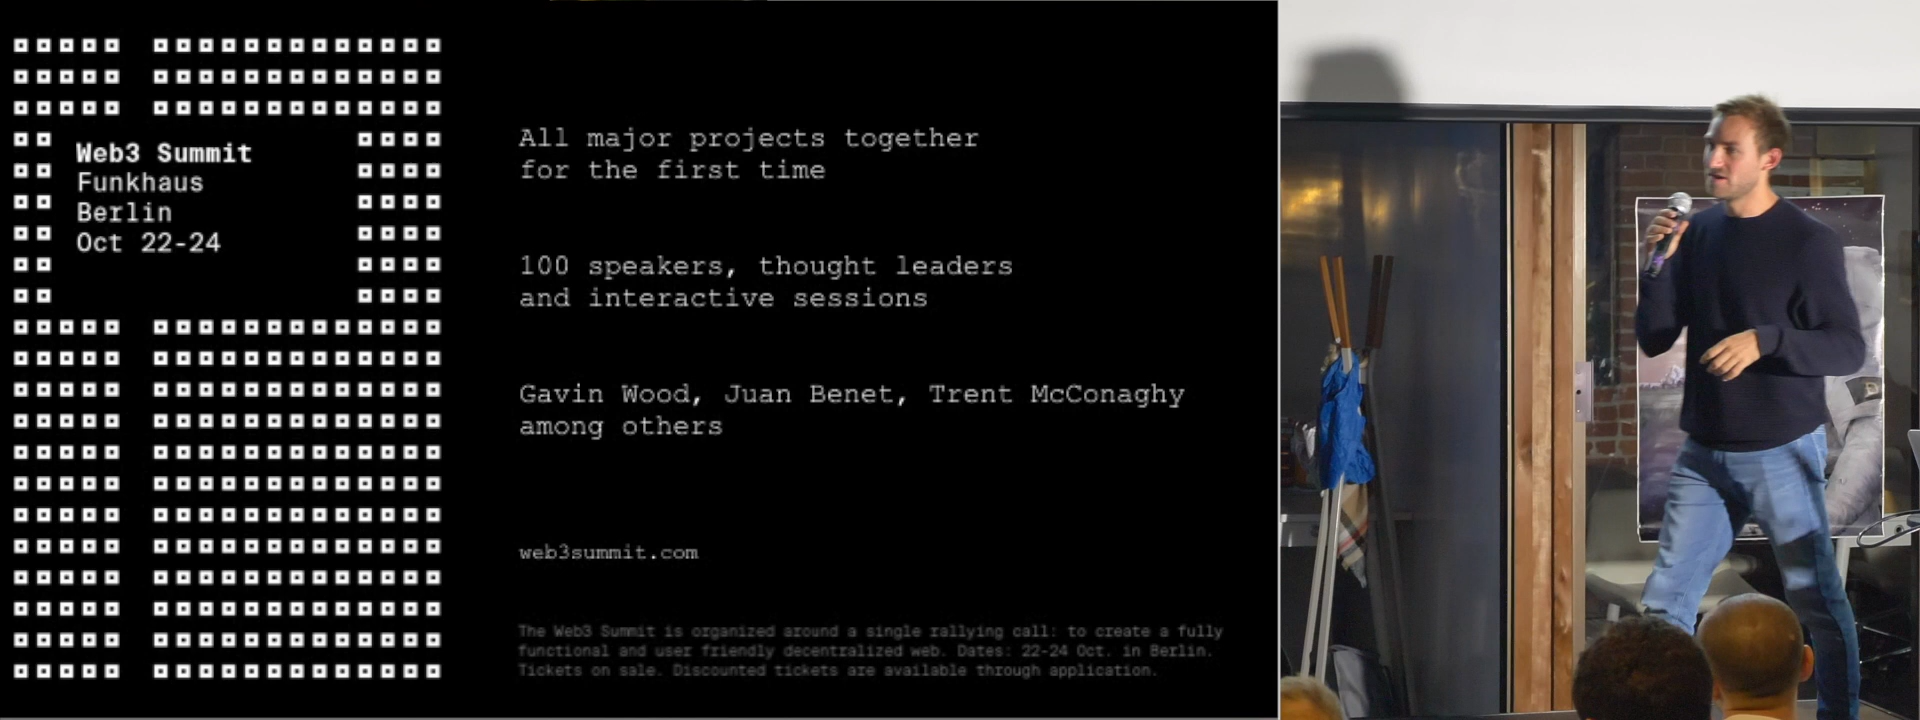 Web3 Summit
Funkhaus
Berlin
Oct 22-24
All major projects together
for the first time
100 speakers, thought leaders
and interactive sessions
Gavin Wood, Juan Benet, Trent McConaghy
among others
web3summit.com
The Web3 Summit is organized around a single rallying call: to create a fully
functional and user friendly decentralized web. Dates: 22-24 Oct. in Berlin.
Tickets on sale. Discounted tickets are available through application.